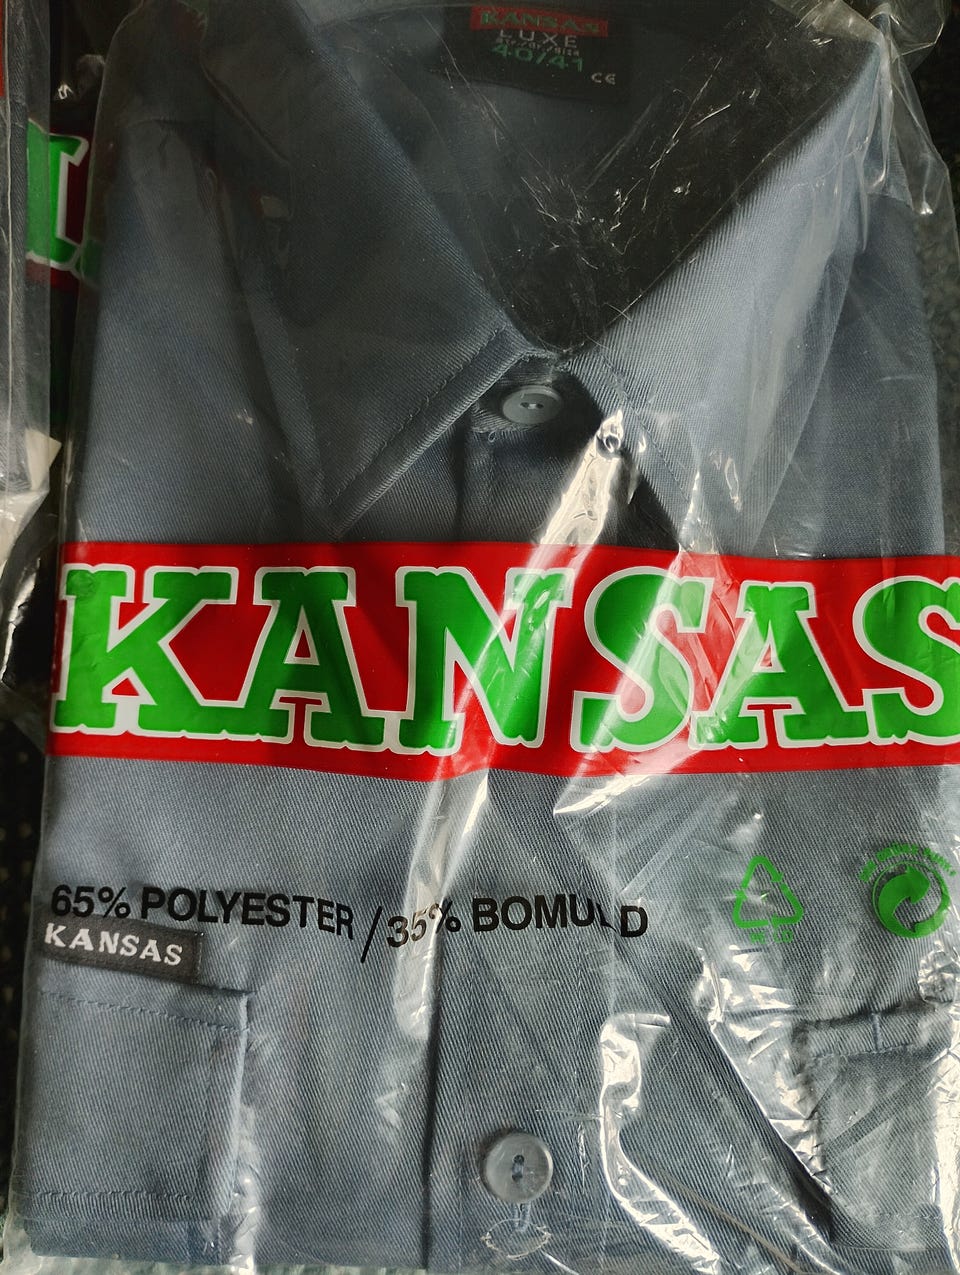 KANSAS
LUXE
40/41
CE
KANSAS
65% POLYESTER / 35% BOMULD
KANSAS